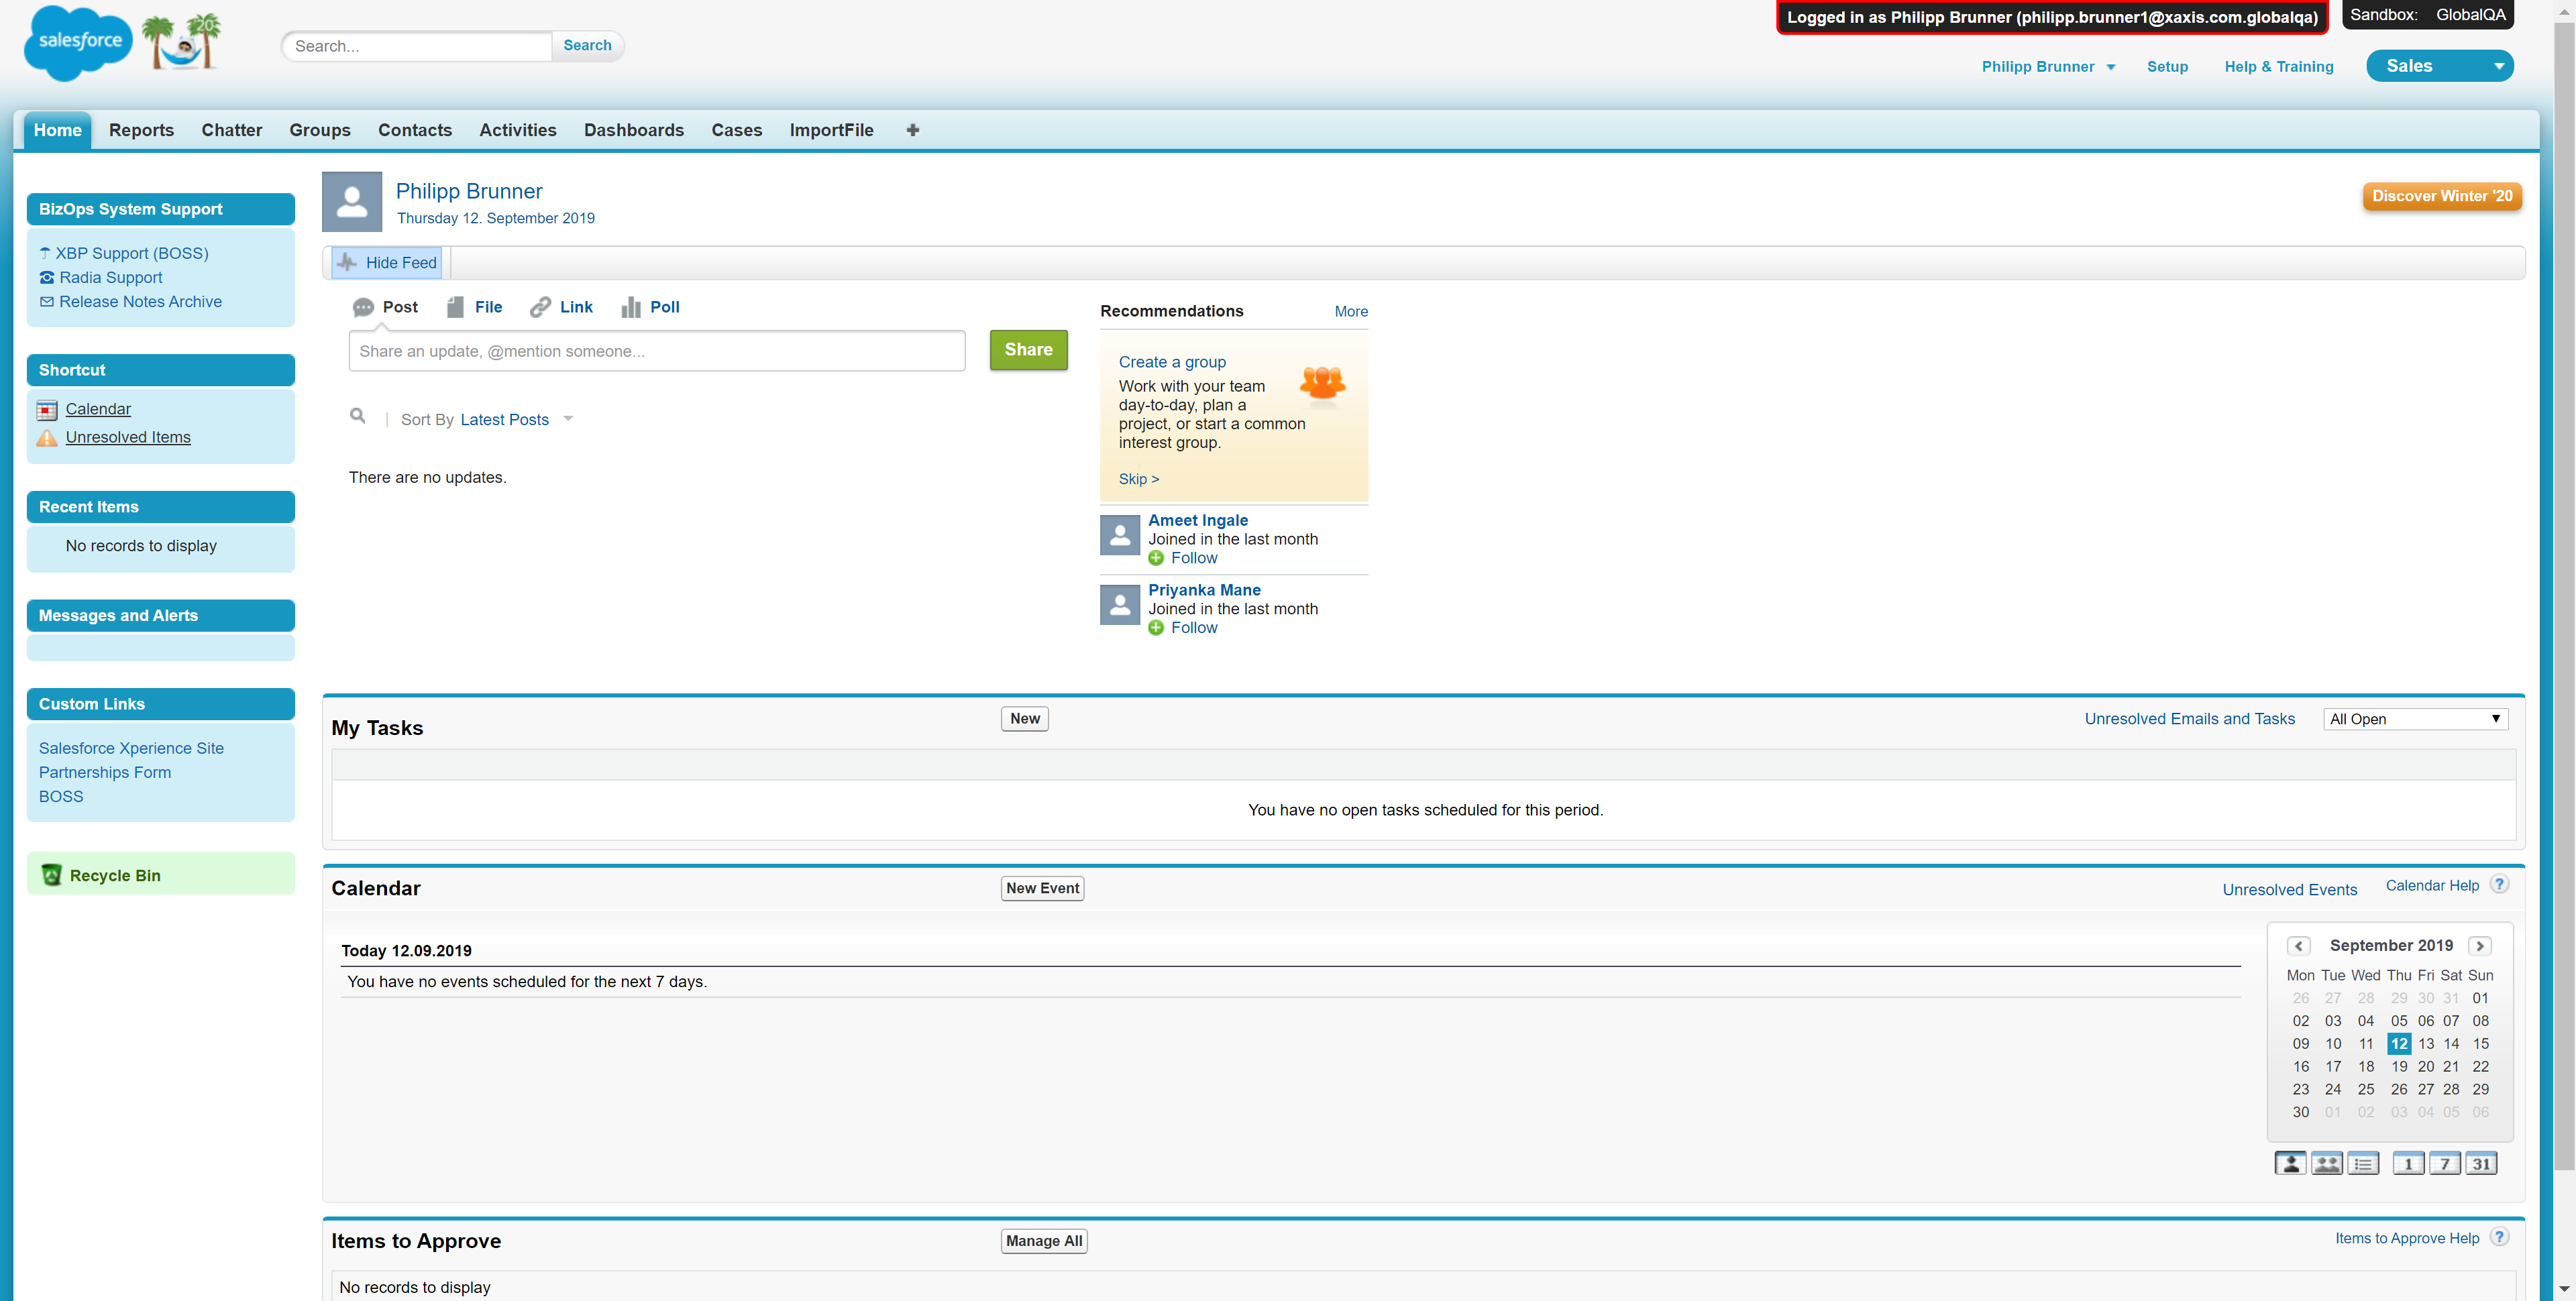 Logged in as Philipp Brunner (philipp.brunner1@xaxis.com.globalqa)
Sandbox: GlobalQA
salesforce
'20
Search...
Search
Philipp Brunner
Setup
Help & Training
Sales
Home
Reports
Chatter
Groups
Contacts
Activities
Dashboards
Cases
ImportFile
BizOps System Support
XBP Support (BOSS)
Radia Support
Release Notes Archive
Shortcut
Calendar
Unresolved Items
Recent Items
No records to display
Messages and Alerts
Custom Links
Salesforce Xperience Site
Partnerships Form
BOSS
Recycle Bin
Philipp Brunner
Thursday 12. September 2019
Discover Winter '20
Hide Feed
Post
File
Link
Poll
Share an update, @mention someone...
Share
Sort By Latest Posts
There are no updates.
Recommendations
More
Create a group
Work with your team
day-to-day, plan a
project, or start a common
interest group.
Skip >
Ameet Ingale
Joined in the last month
Follow
Priyanka Mane
Joined in the last month
Follow
My Tasks
New
Unresolved Emails and Tasks
All Open
You have no open tasks scheduled for this period.
Calendar
New Event
Unresolved Events
Calendar Help
?
Today 12.09.2019
You have no events scheduled for the next 7 days.
September 2019
Mon Tue Wed Thu Fri Sat Sun
26 27 28 29 30 31 01
02 03 04 05 06 07 08
09 10 11 12 13 14 15
16 17 18 19 20 21 22
23 24 25 26 27 28 29
30 01 02 03 04 05 06
1 7 31
Items to Approve
Manage All
Items to Approve Help
?
No records to display